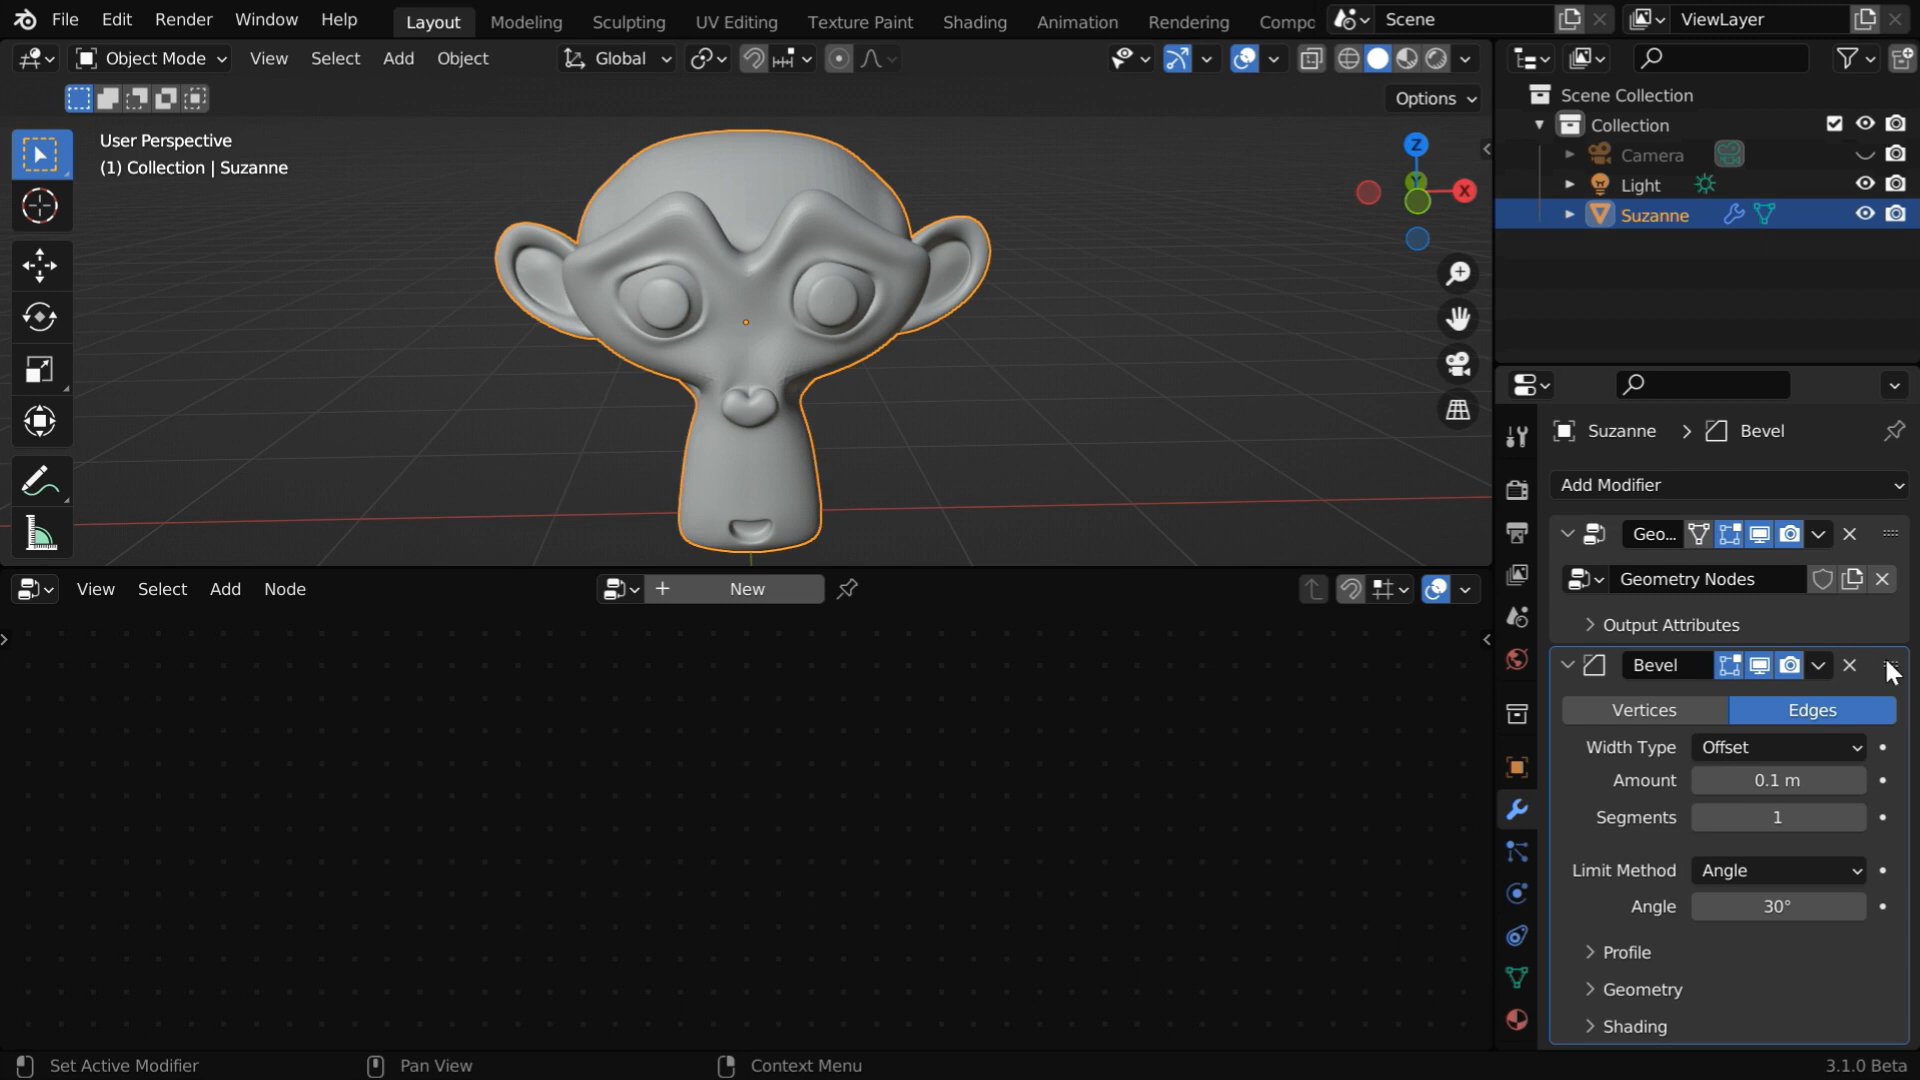 File Edit Render Window Help Layout Modeling Sculpting UV Editing Texture Paint Shading Animation Rendering Compo Scene ViewLayer
Object Mode View Select Add Object Global
Options
User Perspective
(1) Collection | Suzanne
Z
Y
X
Scene Collection
Collection
Camera
Light
Suzanne
Suzanne > Bevel
Add Modifier
Geo...
Geometry Nodes
Output Attributes
Bevel
Vertices Edges
Width Type Offset
Amount 0.1 m
Segments 1
Limit Method Angle
Angle 30°
Profile
Geometry
Shading
View Select Add Node New
Set Active Modifier Pan View Context Menu 3.1.0 Beta